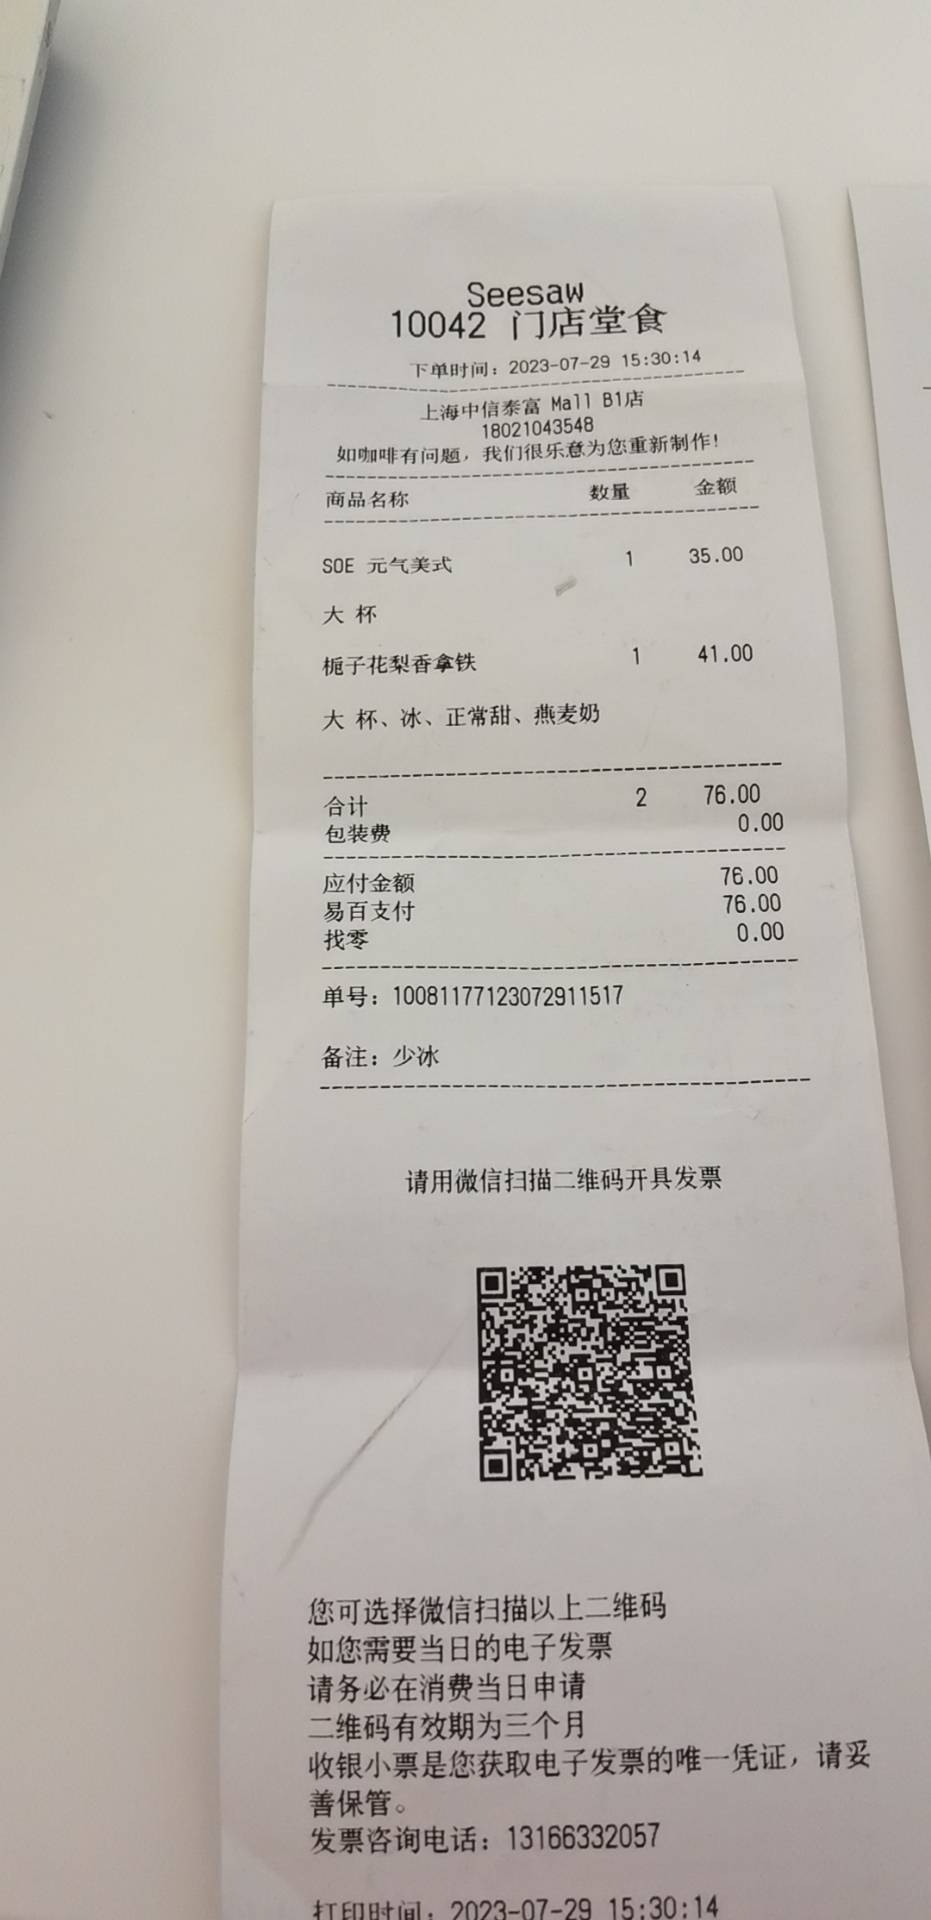 Seesaw
10042 门店堂食
下单时间：2023-07-29 15:30:14
上海中信泰富 Mall B1店
18021043548
如咖啡有问题，我们很乐意为您重新制作！
商品名称 数量 金额
SOE 元气美式 1 35.00
大 杯
栀子花梨香拿铁 1 41.00
大 杯、冰、正常甜、燕麦奶
合计 2 76.00
包装费 0.00
应付金额 76.00
易百支付 76.00
找零 0.00
单号：10081177123072911517
备注：少冰
请用微信扫描二维码开具发票
您可选择微信扫描以上二维码
如您需要当日的电子发票
请务必在消费当日申请
二维码有效期为三个月
收银小票是您获取电子发票的唯一凭证，请妥
善保管。
发票咨询电话：13166332057
打印时间：2023-07-29 15:30:14